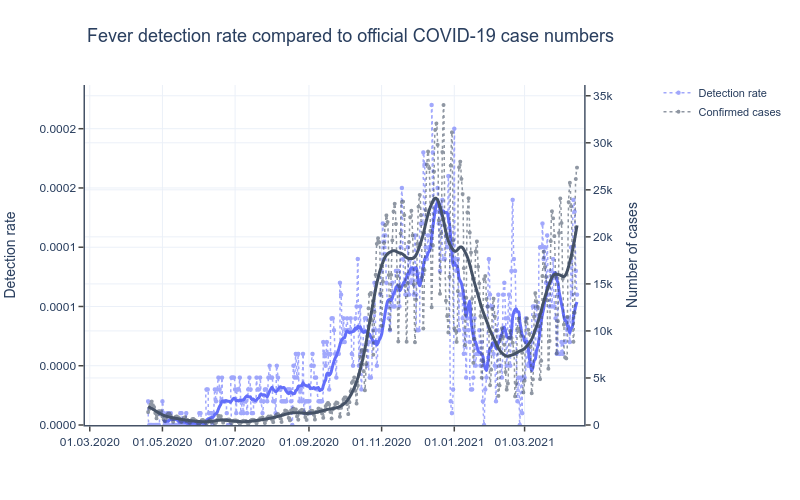 Fever detection rate compared to official COVID-19 case numbers
Detection rate
Confirmed cases
0.0002
0.0002
0.0001
0.0001
0.0000
0.0000
Detection rate
35k
30k
25k
20k
15k
10k
5k
0
Number of cases
01.03.2020 01.05.2020 01.07.2020 01.09.2020 01.11.2020 01.01.2021 01.03.2021